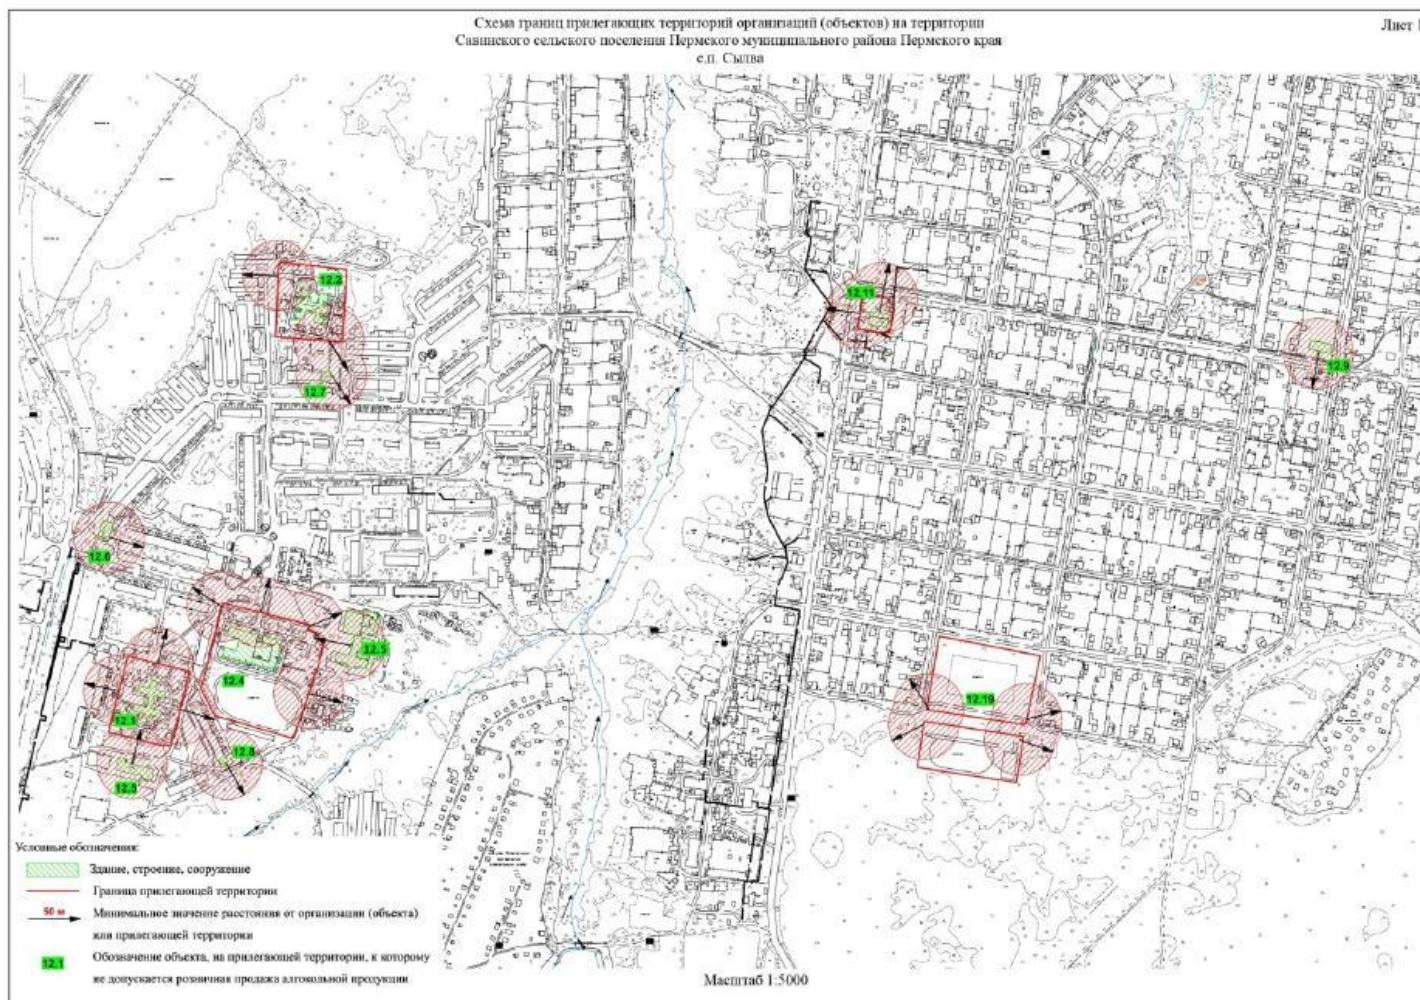 Схема границ прилегающих территорий организаций (объектов) на территории
Лист 1
Савинского сельского поселения Пермского муниципального района Пермского края
с.п. Сылва
12.2
12.11
12.9
12.7
12.6
12.5
12.4
12.19
12.1
12.8
12.3
Условные обозначения:
Здание, строение, сооружение
Граница прилегающей территории
50 м
Минимальное значение расстояния от организации (объекта)
или прилегающей территории
12.1
Обозначение объекта, на прилегающей территории, к которому
не допускается розничная продажа алгокольной продукции
Масштаб 1:5000